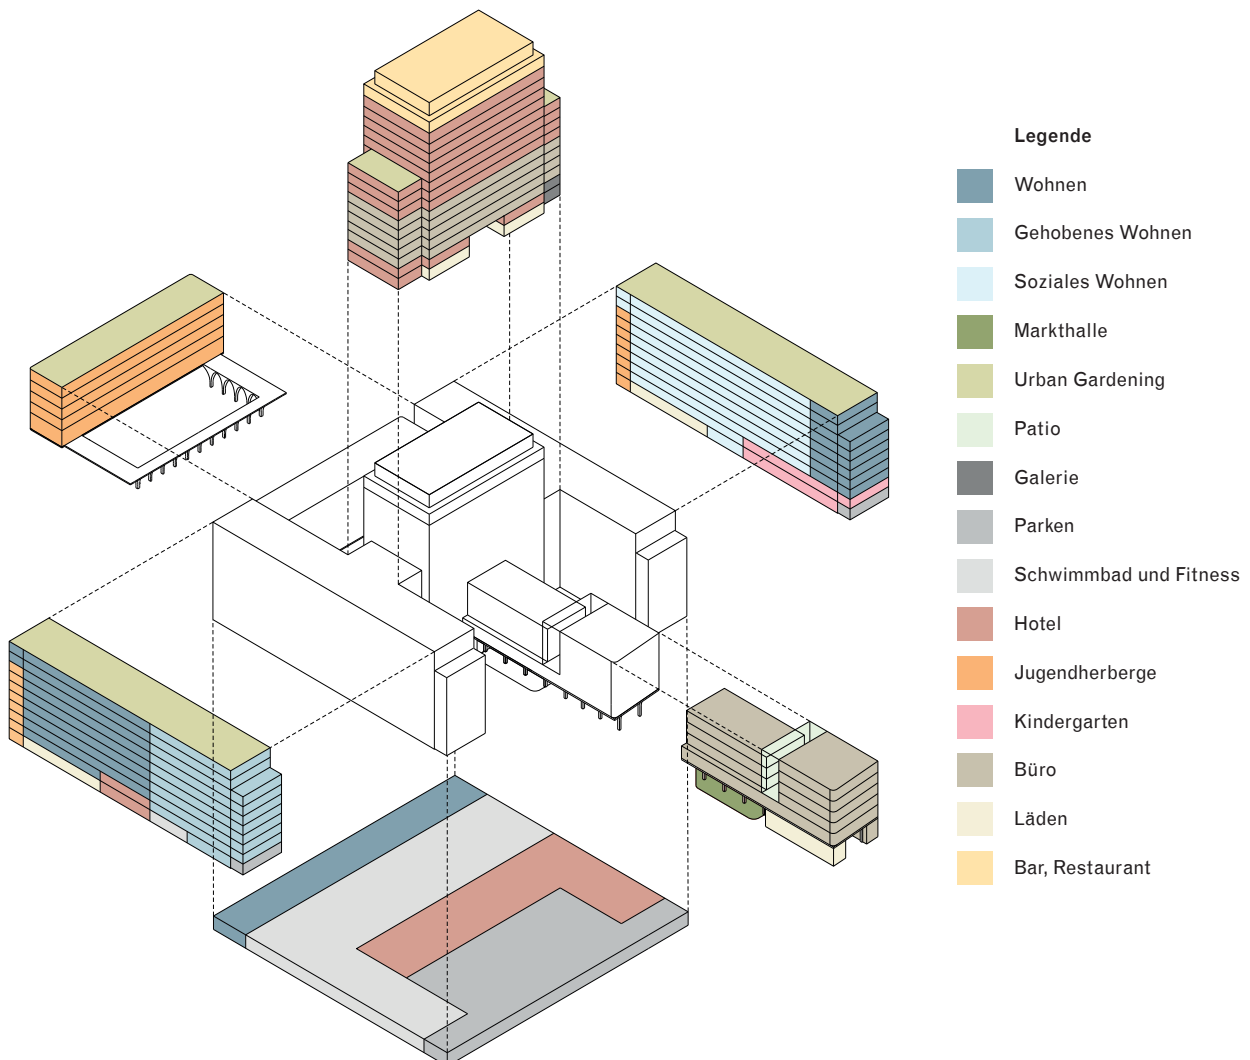 Legende
Wohnen
Gehobenes Wohnen
Soziales Wohnen
Markthalle
Urban Gardening
Patio
Galerie
Parken
Schwimmbad und Fitness
Hotel
Jugendherberge
Kindergarten
Büro
Läden
Bar, Restaurant